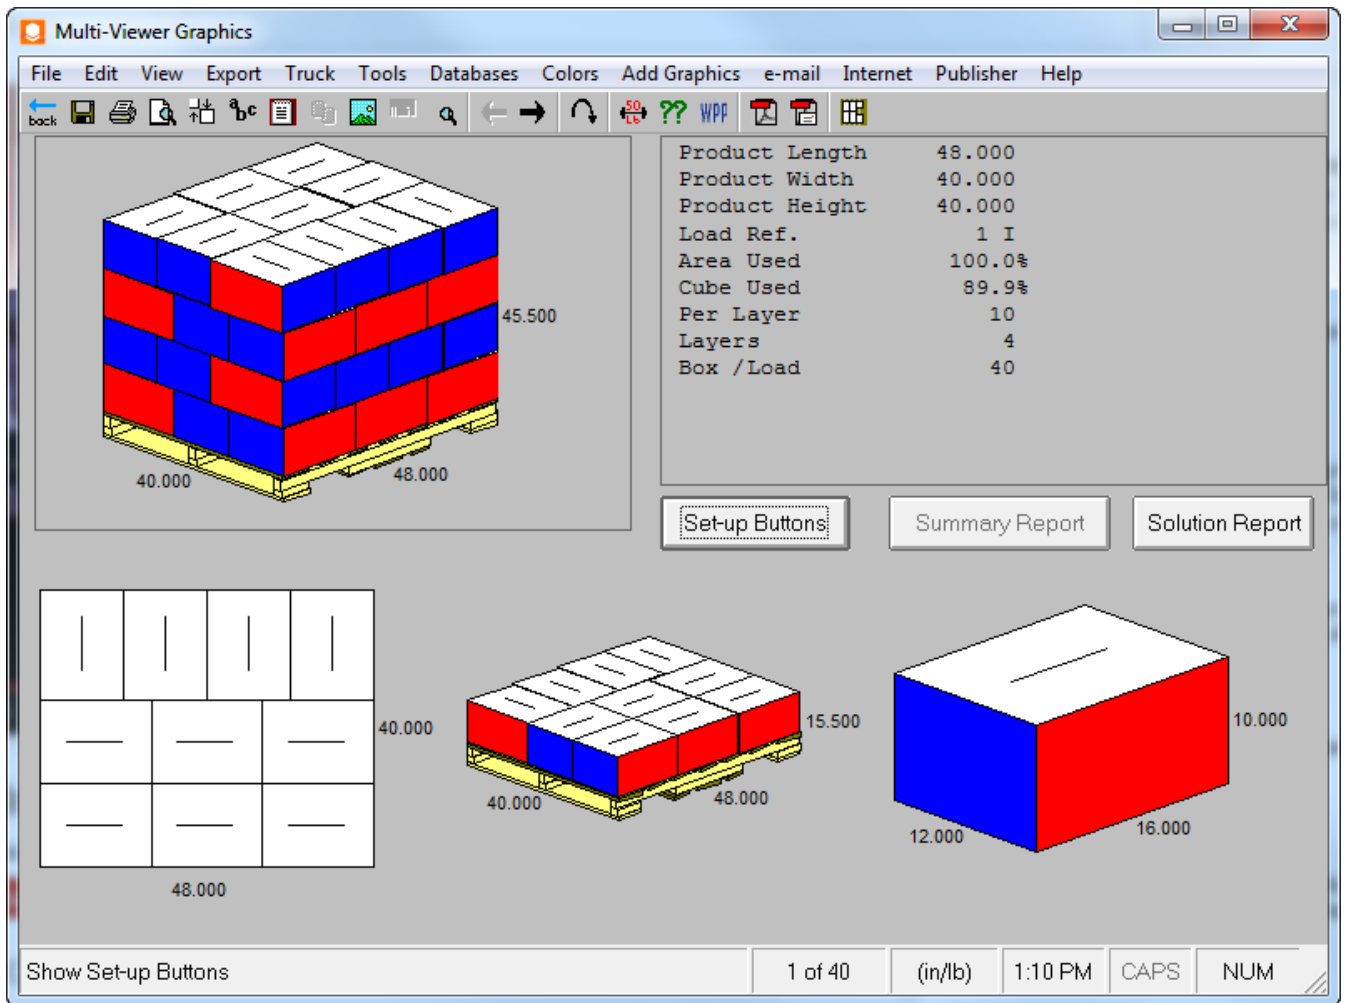 Multi-Viewer Graphics
File Edit View Export Truck Tools Databases Colors Add Graphics e-mail Internet Publisher Help
back abc 50 Lb ?? WPP
Product Length 48.000
Product Width 40.000
Product Height 40.000
Load Ref. 1 I
Area Used 100.0%
Cube Used 89.9%
Per Layer 10
Layers 4
Box /Load 40
45.500
40.000
48.000
Set-up Buttons Summary Report Solution Report
40.000
48.000
15.500
40.000
48.000
10.000
12.000
16.000
Show Set-up Buttons 1 of 40 (in/lb) 1:10 PM CAPS NUM